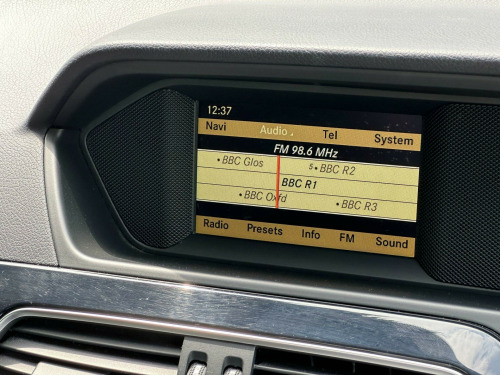 12:37
Navi Audio Tel System
FM 98.6 MHz
•BBC Glos 5•BBC R2
BBC R1
•BBC Oxfd •BBC R3
Radio Presets Info FM Sound